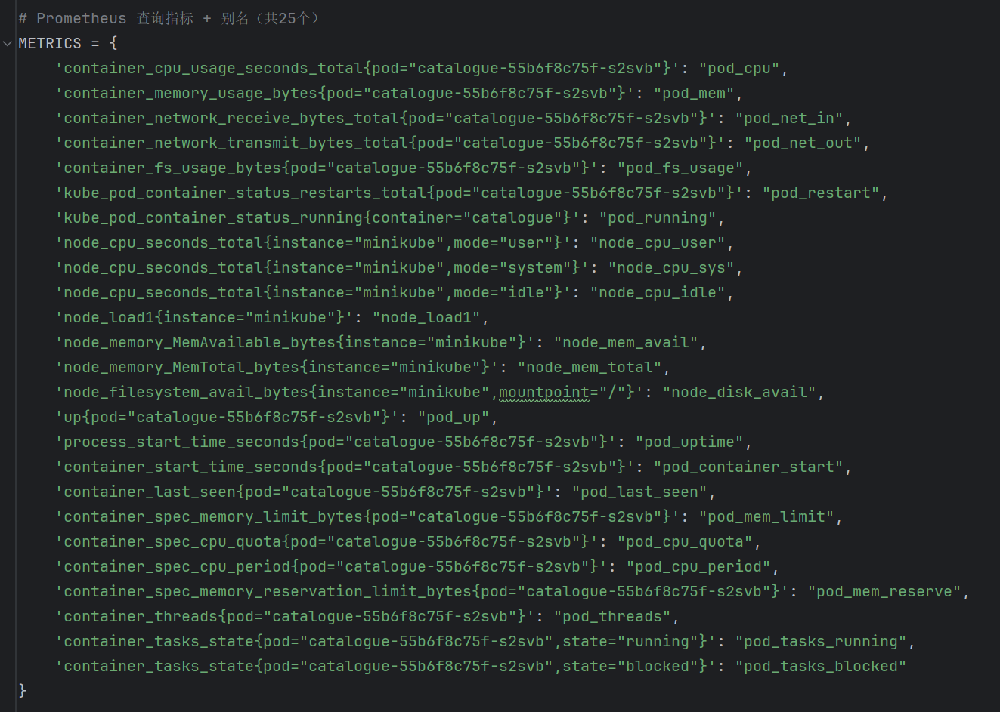 # Prometheus 查询指标 + 别名（共25个）
METRICS = {
    'container_cpu_usage_seconds_total{pod="catalogue-55b6f8c75f-s2svb"}': "pod_cpu",
    'container_memory_usage_bytes{pod="catalogue-55b6f8c75f-s2svb"}': "pod_mem",
    'container_network_receive_bytes_total{pod="catalogue-55b6f8c75f-s2svb"}': "pod_net_in",
    'container_network_transmit_bytes_total{pod="catalogue-55b6f8c75f-s2svb"}': "pod_net_out",
    'container_fs_usage_bytes{pod="catalogue-55b6f8c75f-s2svb"}': "pod_fs_usage",
    'kube_pod_container_status_restarts_total{pod="catalogue-55b6f8c75f-s2svb"}': "pod_restart",
    'kube_pod_container_status_running{container="catalogue"}': "pod_running",
    'node_cpu_seconds_total{instance="minikube",mode="user"}': "node_cpu_user",
    'node_cpu_seconds_total{instance="minikube",mode="system"}': "node_cpu_sys",
    'node_cpu_seconds_total{instance="minikube",mode="idle"}': "node_cpu_idle",
    'node_load1{instance="minikube"}': "node_load1",
    'node_memory_MemAvailable_bytes{instance="minikube"}': "node_mem_avail",
    'node_memory_MemTotal_bytes{instance="minikube"}': "node_mem_total",
    'node_filesystem_avail_bytes{instance="minikube",mountpoint="/"}': "node_disk_avail",
    'up{pod="catalogue-55b6f8c75f-s2svb"}': "pod_up",
    'process_start_time_seconds{pod="catalogue-55b6f8c75f-s2svb"}': "pod_uptime",
    'container_start_time_seconds{pod="catalogue-55b6f8c75f-s2svb"}': "pod_container_start",
    'container_last_seen{pod="catalogue-55b6f8c75f-s2svb"}': "pod_last_seen",
    'container_spec_memory_limit_bytes{pod="catalogue-55b6f8c75f-s2svb"}': "pod_mem_limit",
    'container_spec_cpu_quota{pod="catalogue-55b6f8c75f-s2svb"}': "pod_cpu_quota",
    'container_spec_cpu_period{pod="catalogue-55b6f8c75f-s2svb"}': "pod_cpu_period",
    'container_spec_memory_reservation_limit_bytes{pod="catalogue-55b6f8c75f-s2svb"}': "pod_mem_reserve",
    'container_threads{pod="catalogue-55b6f8c75f-s2svb"}': "pod_threads",
    'container_tasks_state{pod="catalogue-55b6f8c75f-s2svb",state="running"}': "pod_tasks_running",
    'container_tasks_state{pod="catalogue-55b6f8c75f-s2svb",state="blocked"}': "pod_tasks_blocked"
}